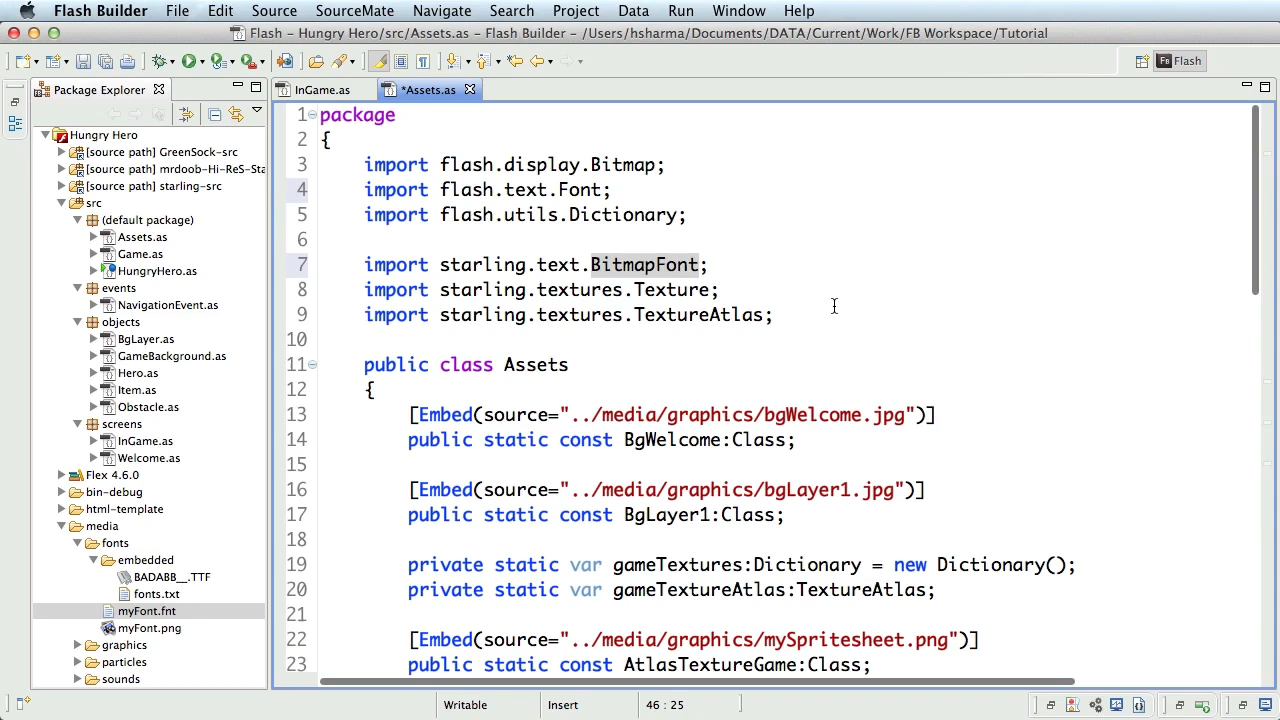 Flash Builder File Edit Source SourceMate Navigate Search Project Data Run Window Help
Flash - Hungry Hero/src/Assets.as - Flash Builder - /Users/hsharma/Documents/DATA/Current/Work/FB Workspace/Tutorial
Flash
Package Explorer
InGame.as
*Assets.as
Hungry Hero
[source path] GreenSock-src
[source path] mrdoob-Hi-ReS-Sta
[source path] starling-src
src
(default package)
Assets.as
Game.as
HungryHero.as
events
NavigationEvent.as
objects
BgLayer.as
GameBackground.as
Hero.as
Item.as
Obstacle.as
screens
InGame.as
Welcome.as
Flex 4.6.0
bin-debug
html-template
media
fonts
embedded
BADABB__.TTF
fonts.txt
myFont.fnt
myFont.png
graphics
particles
sounds
1 package
2 {
3 import flash.display.Bitmap;
4 import flash.text.Font;
5 import flash.utils.Dictionary;
6
7 import starling.text.BitmapFont;
8 import starling.textures.Texture;
9 import starling.textures.TextureAtlas;
10
11 public class Assets
12 {
13 [Embed(source="../media/graphics/bgWelcome.jpg")]
14 public static const BgWelcome:Class;
15
16 [Embed(source="../media/graphics/bgLayer1.jpg")]
17 public static const BgLayer1:Class;
18
19 private static var gameTextures:Dictionary = new Dictionary();
20 private static var gameTextureAtlas:TextureAtlas;
21
22 [Embed(source="../media/graphics/mySpritesheet.png")]
23 public static const AtlasTextureGame:Class;
Writable Insert 46 : 25